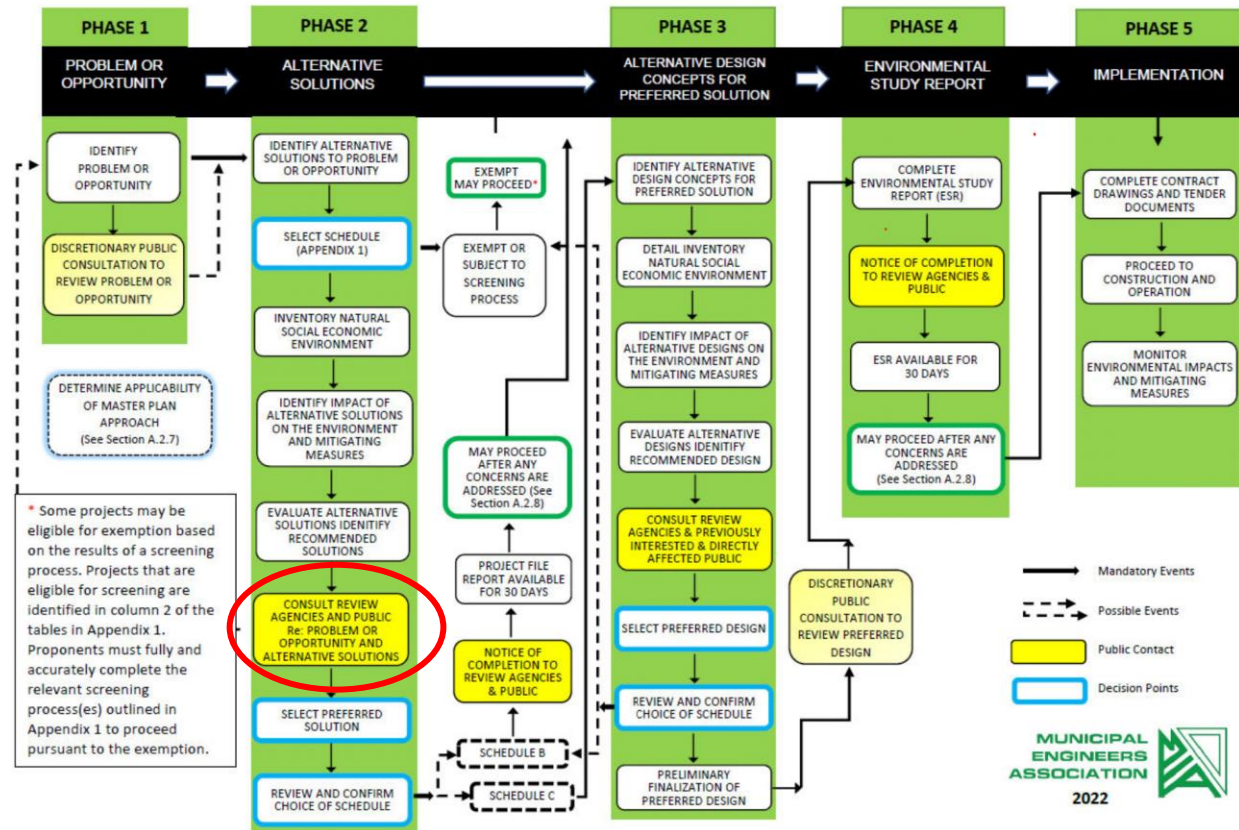 PHASE 1
PROBLEM OR
OPPORTUNITY
IDENTIFY
PROBLEM OR
OPPORTUNITY
DISCRETIONARY PUBLIC
CONSULTATION TO
REVIEW PROBLEM OR
OPPORTUNITY
DETERMINE APPLICABILITY
OF MASTER PLAN
APPROACH
(See Section A.2.7)
* Some projects may be
eligible for exemption based
on the results of a screening
process. Projects that are
eligible for screening are
identified in column 2 of the
tables in Appendix 1.
Proponents must fully and
accurately complete the
relevant screening
process(es) outlined in
Appendix 1 to proceed
pursuant to the exemption.
PHASE 2
ALTERNATIVE
SOLUTIONS
IDENTIFY ALTERNATIVE
SOLUTIONS TO PROBLEM
OR OPPORTUNITY
SELECT SCHEDULE
(APPENDIX 1)
INVENTORY NATURAL
SOCIAL ECONOMIC
ENVIRONMENT
IDENTIFY IMPACT OF
ALTERNATIVE SOLUTIONS
ON THE ENVIRONMENT
AND MITIGATING
MEASURES
EVALUATE ALTERNATIVE
SOLUTIONS IDENTIFY
RECOMMENDED
SOLUTIONS
CONSULT REVIEW
AGENCIES AND PUBLIC
Re: PROBLEM OR
OPPORTUNITY AND
ALTERNATIVE SOLUTIONS
SELECT PREFERRED
SOLUTION
REVIEW AND CONFIRM
CHOICE OF SCHEDULE
EXEMPT
MAY PROCEED*
EXEMPT OR
SUBJECT TO
SCREENING
PROCESS
MAY PROCEED
AFTER ANY
CONCERNS ARE
ADDRESSED (See
Section A.2.8)
PROJECT FILE
REPORT AVAILABLE
FOR 30 DAYS
NOTICE OF
COMPLETION TO
REVIEW AGENCIES
& PUBLIC
SCHEDULE B
SCHEDULE C
PHASE 3
ALTERNATIVE DESIGN
CONCEPTS FOR
PREFERRED SOLUTION
IDENTIFY ALTERNATIVE
DESIGN CONCEPTS FOR
PREFERRED SOLUTION
DETAIL INVENTORY
NATURAL SOCIAL
ECONOMIC ENVIRONMENT
IDENTIFY IMPACT OF
ALTERNATIVE DESIGNS ON
THE ENVIRONMENT AND
MITIGATING MEASURES
EVALUATE ALTERNATIVE
DESIGNS IDENITIFY
RECOMMENDED DESIGN
CONSULT REVIEW
AGENCIES & PREVIOUSLY
INTERESTED & DIRECTLY
AFFECTED PUBLIC
SELECT PREFERRED DESIGN
REVIEW AND CONFIRM
CHOICE OF SCHEDULE
PRELIMINARY
FINALIZATION OF
PREFERRED DESIGN
DISCRETIONARY
PUBLIC
CONSULTATION TO
REVIEW PREFERRED
DESIGN
PHASE 4
ENVIRONMENTAL
STUDY REPORT
COMPLETE
ENVIRONMENTAL STUDY
REPORT (ESR)
NOTICE OF COMPLETION
TO REVIEW AGENCIES &
PUBLIC
ESR AVAILABLE FOR
30 DAYS
MAY PROCEED AFTER ANY
CONCERNS ARE
ADDRESSED
(See Section A.2.8)
PHASE 5
IMPLEMENTATION
COMPLETE CONTRACT
DRAWINGS AND TENDER
DOCUMENTS
PROCEED TO
CONSTRUCTION AND
OPERATION
MONITOR
ENVIRONMENTAL IMPACTS
AND MITIGATING
MEASURES
Mandatory Events
Possible Events
Public Contact
Decision Points
MUNICIPAL
ENGINEERS
ASSOCIATION
2022